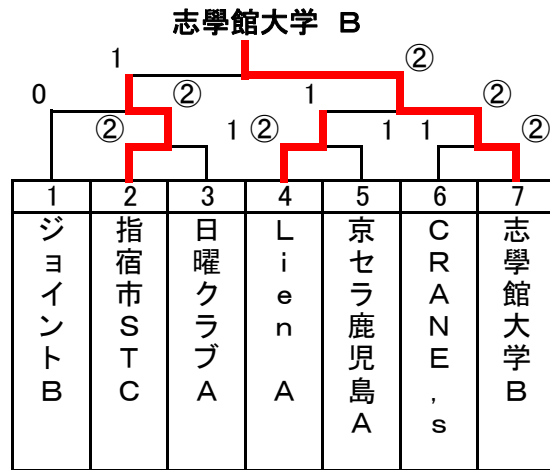 志學館大学 B
1 ②
0 ② 1 ②
② 1 ② 1 1 ②
1 2 3 4 5 6 7
ジョイントB
指宿市STC
日曜クラブA
Lien A
京セラ鹿児島A
CRANE,s
志學館大学B